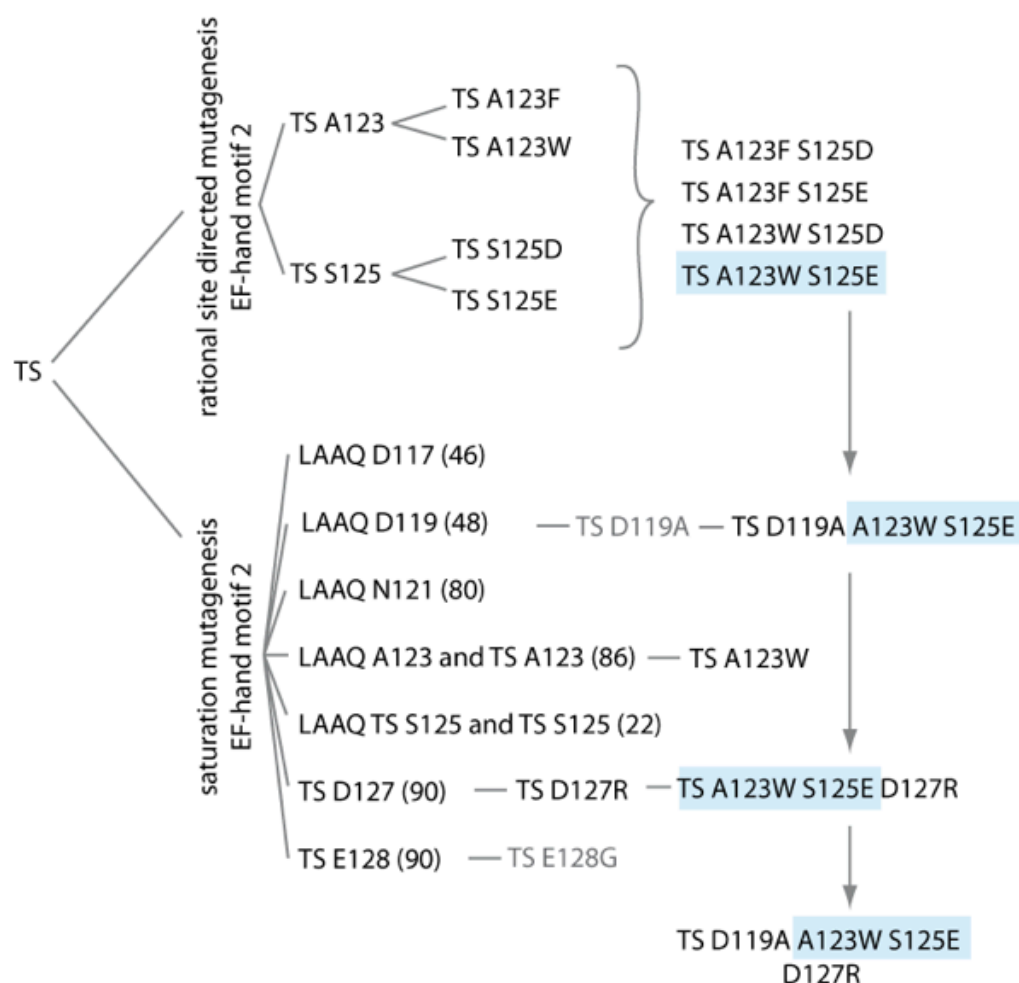 TS
rational site directed mutagenesis
EF-hand motif 2
TS A123
TS A123F
TS A123W
TS S125
TS S125D
TS S125E
TS A123F S125D
TS A123F S125E
TS A123W S125D
TS A123W S125E
saturation mutagenesis
EF-hand motif 2
LAAQ D117 (46)
LAAQ D119 (48)
TS D119A
TS D119A A123W S125E
LAAQ N121 (80)
LAAQ A123 and TS A123 (86)
TS A123W
LAAQ TS S125 and TS S125 (22)
TS D127 (90)
TS D127R
TS A123W S125E D127R
TS E128 (90)
TS E128G
TS D119A A123W S125E
D127R